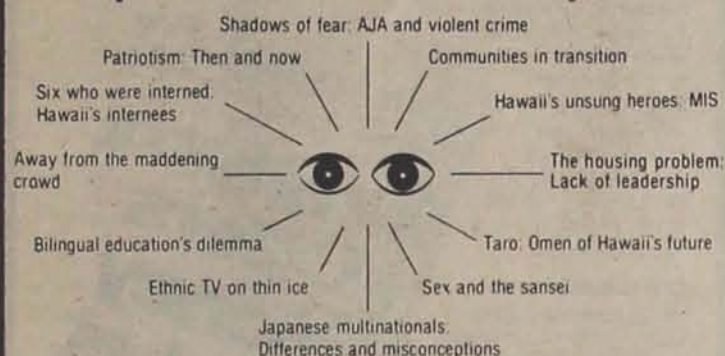 Shadows of fear: AJA and violent crime
Patriotism: Then and now
Communities in transition
Six who were interned:
Hawaii's internees
Hawaii's unsung heroes: MIS
Away from the maddening
crowd
The housing problem:
Lack of leadership
Bilingual education's dilemma
Taro: Omen of Hawaii's future
Ethnic TV on thin ice
Sex and the sansei
Japanese multinationals:
Differences and misconceptions